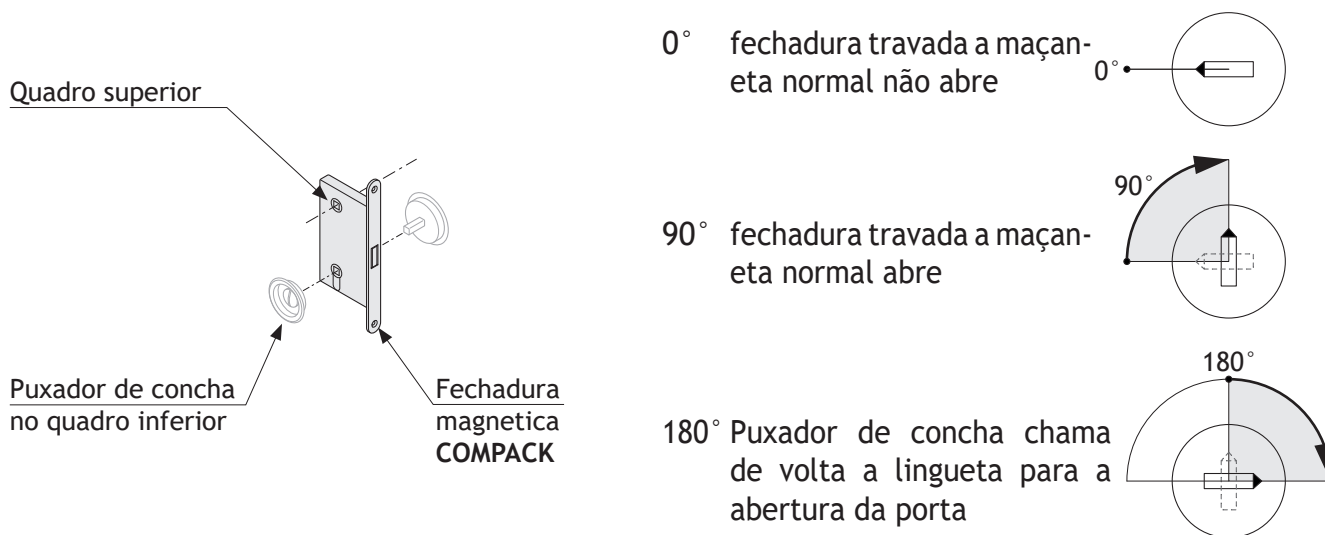 Quadro superior
Puxador de concha
no quadro inferior
Fechadura
magnetica
COMPACK
0° fechadura travada a maçan-
eta normal não abre
0°
90° fechadura travada a maçan-
eta normal abre
90°
180° Puxador de concha chama
de volta a lingueta para a
abertura da porta
180°